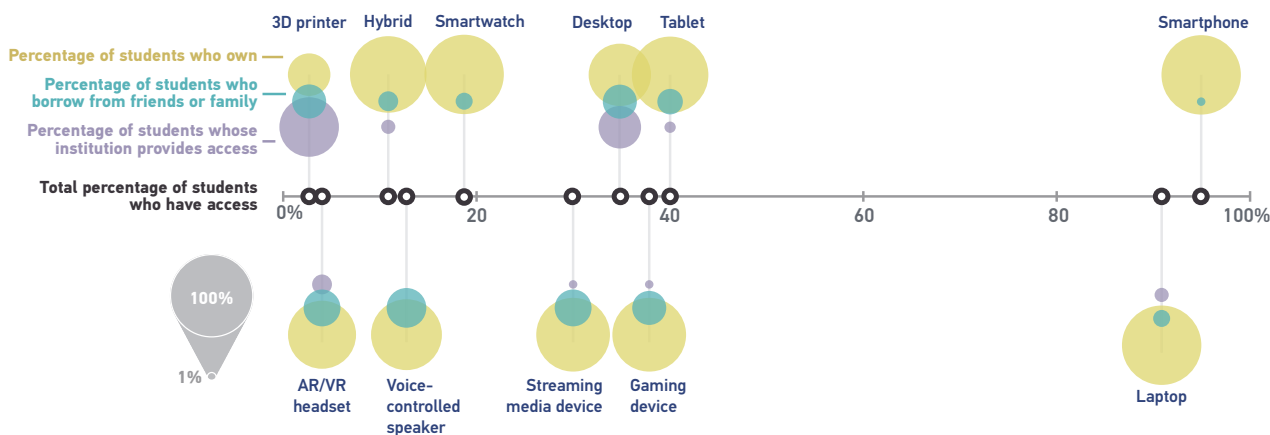 3D printer
Hybrid
Smartwatch
Desktop
Tablet
Smartphone
Percentage of students who own
Percentage of students who
borrow from friends or family
Percentage of students whose
institution provides access
Total percentage of students
who have access
0%
20
40
60
80
100%
100%
1%
AR/VR
headset
Voice-
controlled
speaker
Streaming
media device
Gaming
device
Laptop